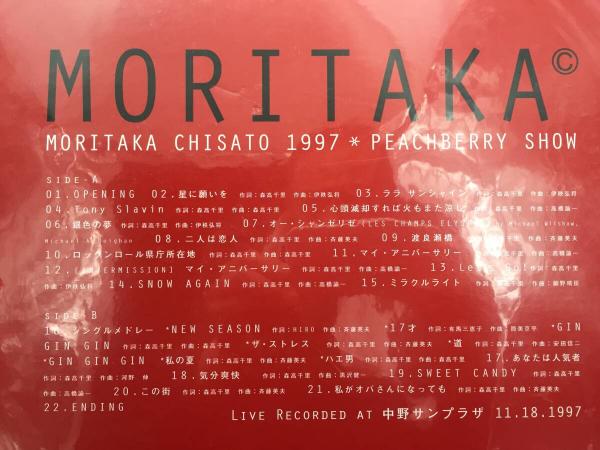 MORITAKA©
MORITAKA CHISATO 1997 * PEACHBERRY SHOW
SIDE-A
01.OPENING 02.星に願いを 作詞:森高千里 作曲:伊秩弘将 03.ララ サンシャイン 作詞:森高千里 作曲:伊秩弘将
04.Tony Slavin 作詞:森高千里 作曲:伊秩弘将 05.心頭滅却すれば火もまた涼し 作詞:森高千里 作曲:高橋諭一
06.銀色の夢 作詞:森高千里 作曲:伊秩弘将 07.オー・シャンゼリゼ (LES CHAMPS ELYSEES) by Michael Wilshaw,
Michael 08.二人は恋人 作詞:森高千里 作曲:斉藤英夫 09.渡良瀬橋 作詞:森高千里 作曲:斉藤英夫
10.ロックンロール県庁所在地 作詞:森高千里 作曲:森高千里 11.マイ・アニバーサリー 作詞:森高千里 作曲:高橋諭一
12.[INTERMISSION] マイ・アニバーサリー 作詞:森高千里 作曲:高橋諭一 13.Let's Go! 作詞:森高千里
作曲:伊秩弘将 14.SNOW AGAIN 作詞:森高千里 作曲:高橋諭一 15.ミラクルライト 作詞:森高千里 作曲:細野晴臣
SIDE B
16.シングルメドレー *NEW SEASON 作詞:HIRO 作曲:斉藤英夫 *17才 作詞:有馬三恵子 作曲:筒美京平 *GIN
GIN GIN 作詞:森高千里 作曲:斉藤英夫 *ザ・ストレス 作詞:森高千里 作曲:斉藤英夫 *道 作詞:森高千里 作曲:安田信二
*GIN GIN GIN *私の夏 作詞:森高千里 作曲:斉藤英夫 *ハエ男 作詞:森高千里 作曲:斉藤英夫 17.あなたは人気者
作詞:森高千里 作曲:河野 伸 18.気分爽快 作詞:森高千里 作曲:黒沢健一 19.SWEET CANDY 作詞:森高千里
作曲:高橋諭一 20.この街 作詞:森高千里 作曲:斉藤英夫 21.私がオバさんになっても 作詞:森高千里 作曲:斉藤英夫
22.ENDING LIVE RECORDED AT 中野サンプラザ 11.18.1997